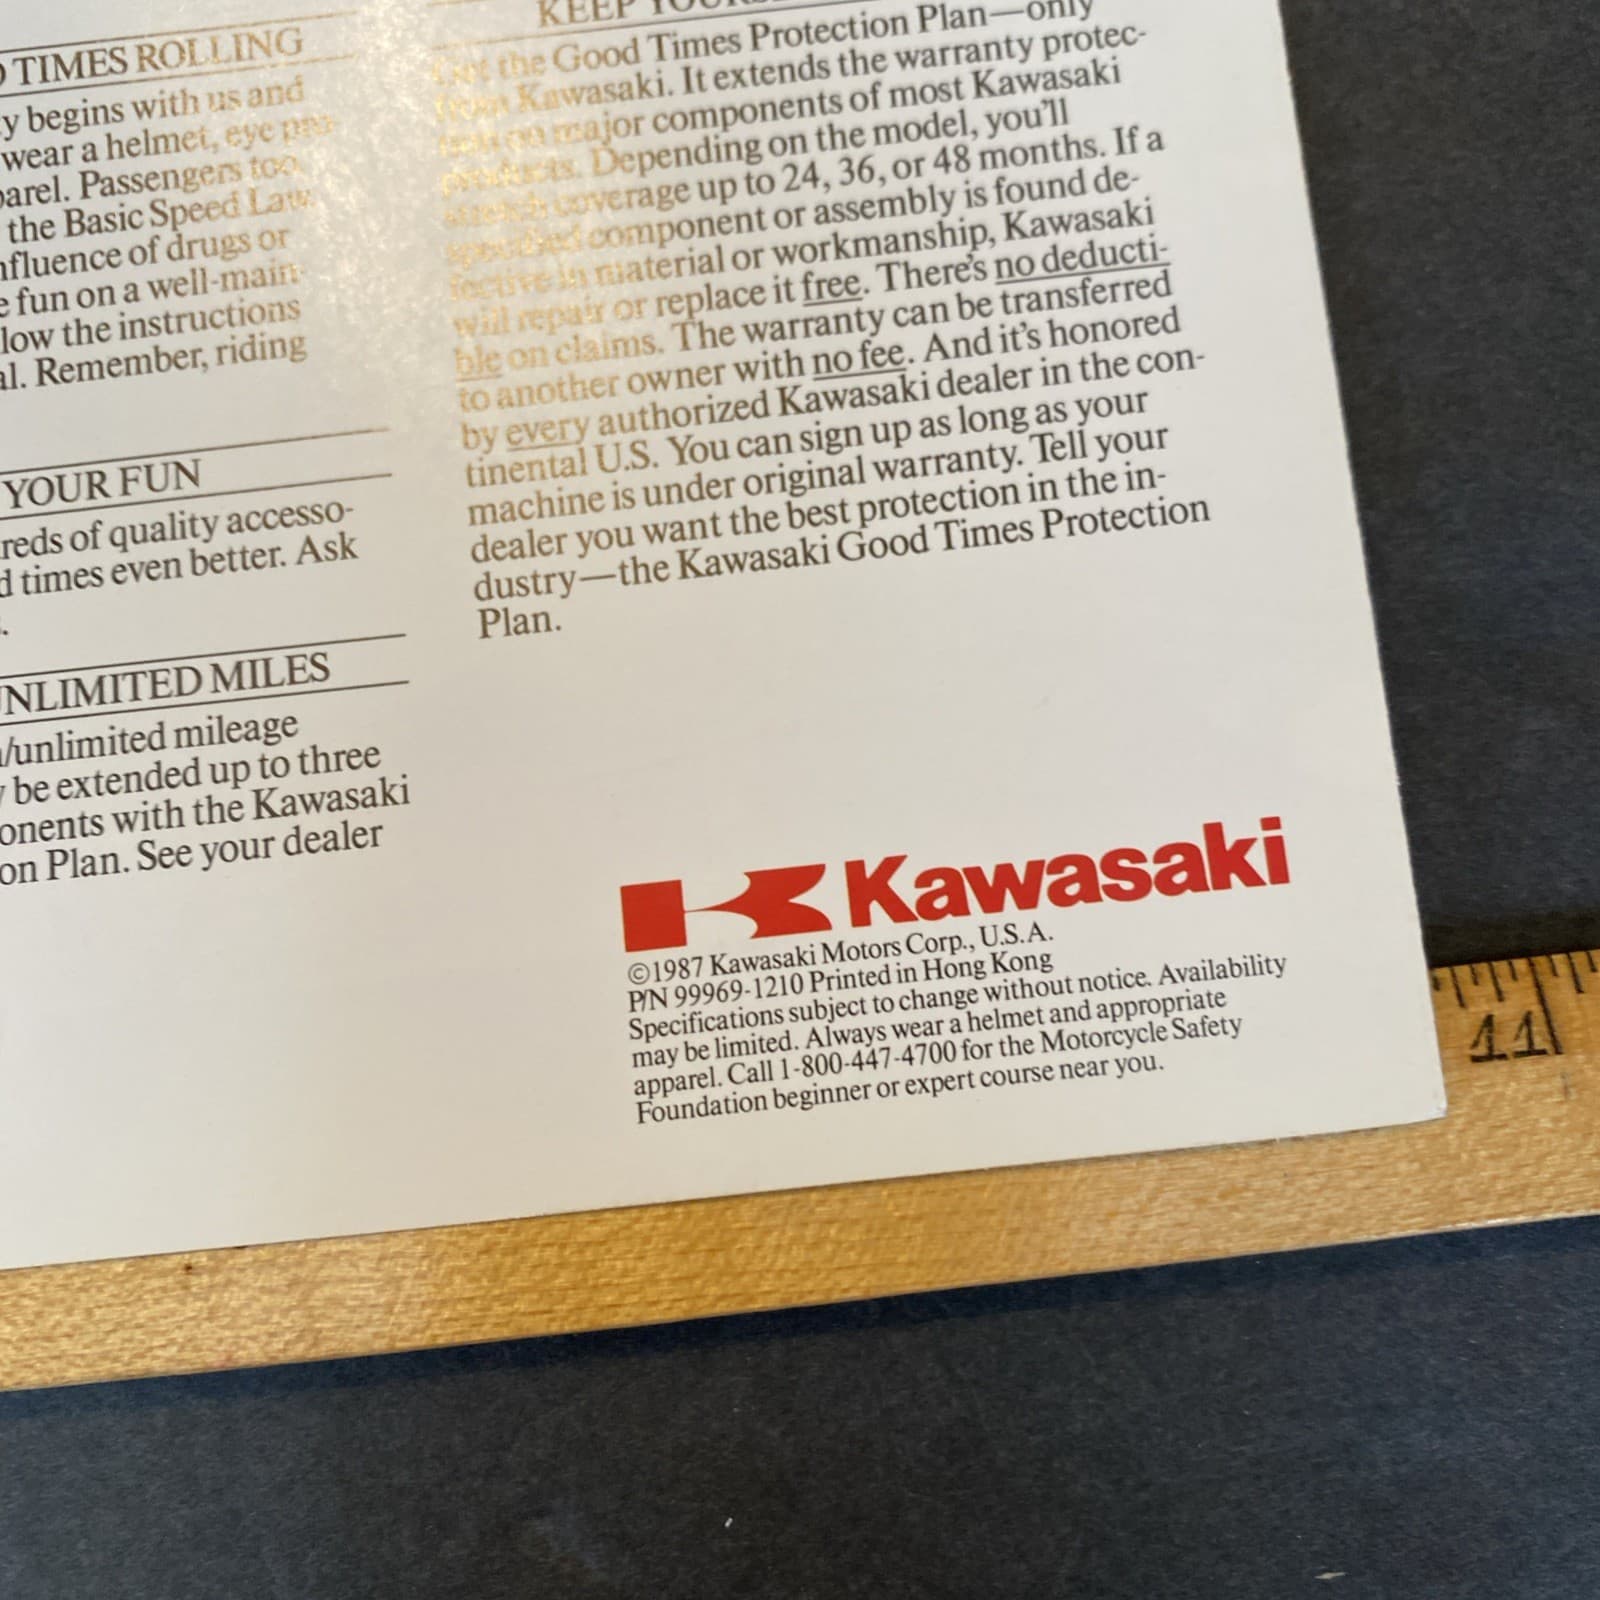 TIMES ROLLING
y begins with us and
wear a helmet, eye pro-
parel. Passengers too.
the Basic Speed Law.
nfluence of drugs or
e fun on a well-main-
low the instructions
al. Remember, riding
YOUR FUN
reds of quality accesso-
d times even better. Ask
NLIMITED MILES
/unlimited mileage
y be extended up to three
onents with the Kawasaki
on Plan. See your dealer
KEEP
Get the Good Times Protection Plan—only
from Kawasaki. It extends the warranty protec-
tion on major components of most Kawasaki
products. Depending on the model, you'll
stretch coverage up to 24, 36, or 48 months. If a
specified component or assembly is found de-
fective in material or workmanship, Kawasaki
will repair or replace it free. There's no deducti-
ble on claims. The warranty can be transferred
to another owner with no fee. And it's honored
by every authorized Kawasaki dealer in the con-
tinental U.S. You can sign up as long as your
machine is under original warranty. Tell your
dealer you want the best protection in the in-
dustry—the Kawasaki Good Times Protection
Plan.
Kawasaki
©1987 Kawasaki Motors Corp., U.S.A.
P/N 99969-1210 Printed in Hong Kong
Specifications subject to change without notice. Availability
may be limited. Always wear a helmet and appropriate
apparel. Call 1-800-447-4700 for the Motorcycle Safety
Foundation beginner or expert course near you.
11